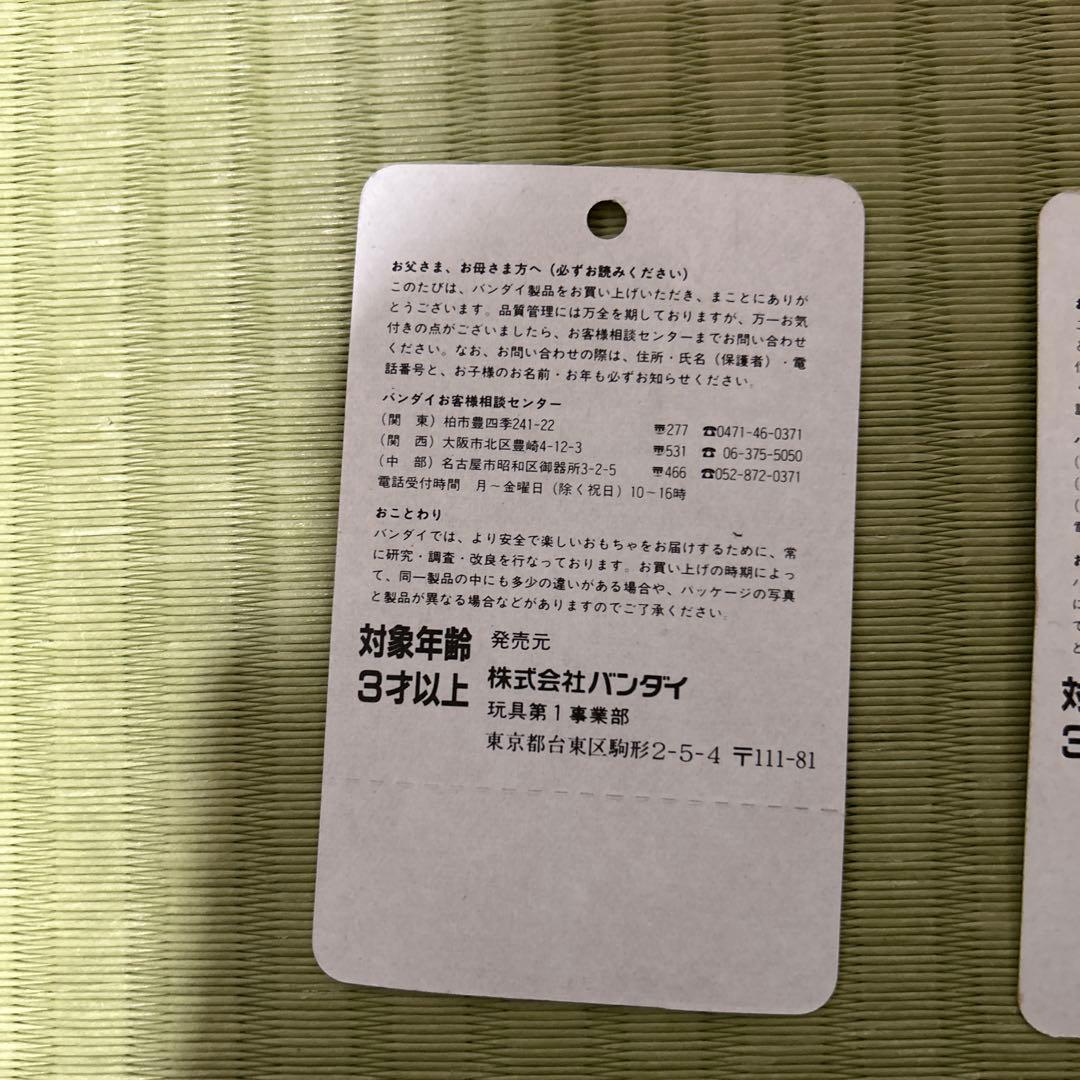 お父さま、お母さま方へ（必ずお読みください）
このたびは、バンダイ製品をお買い上げいただき、まことにありが
とうございます。品質管理には万全を期しておりますが、万一お気
付きの点がございましたら、お客様相談センターまでお問い合わせ
ください。なお、お問い合わせの際は、住所・氏名（保護者）・電
話番号と、お子様のお名前・お年も必ずお知らせください。
バンダイお客様相談センター
（関　東）柏市豊四季241-22　〠277　☎0471-46-0371
（関　西）大阪市北区豊崎4-12-3　〠531　☎ 06-375-5050
（中　部）名古屋市昭和区御器所3-2-5　〠466　☎052-872-0371
電話受付時間　月～金曜日（除く祝日）10～16時
おことわり
バンダイでは、より安全で楽しいおもちゃをお届けするために、常
に研究・調査・改良を行なっております。お買い上げの時期によっ
て、同一製品の中にも多少の違いがある場合や、パッケージの写真
と製品が異なる場合などがありますのでご了承ください。
対象年齢
3才以上
発売元
株式会社バンダイ
玩具第1事業部
東京都台東区駒形2-5-4 〒111-81
対
3